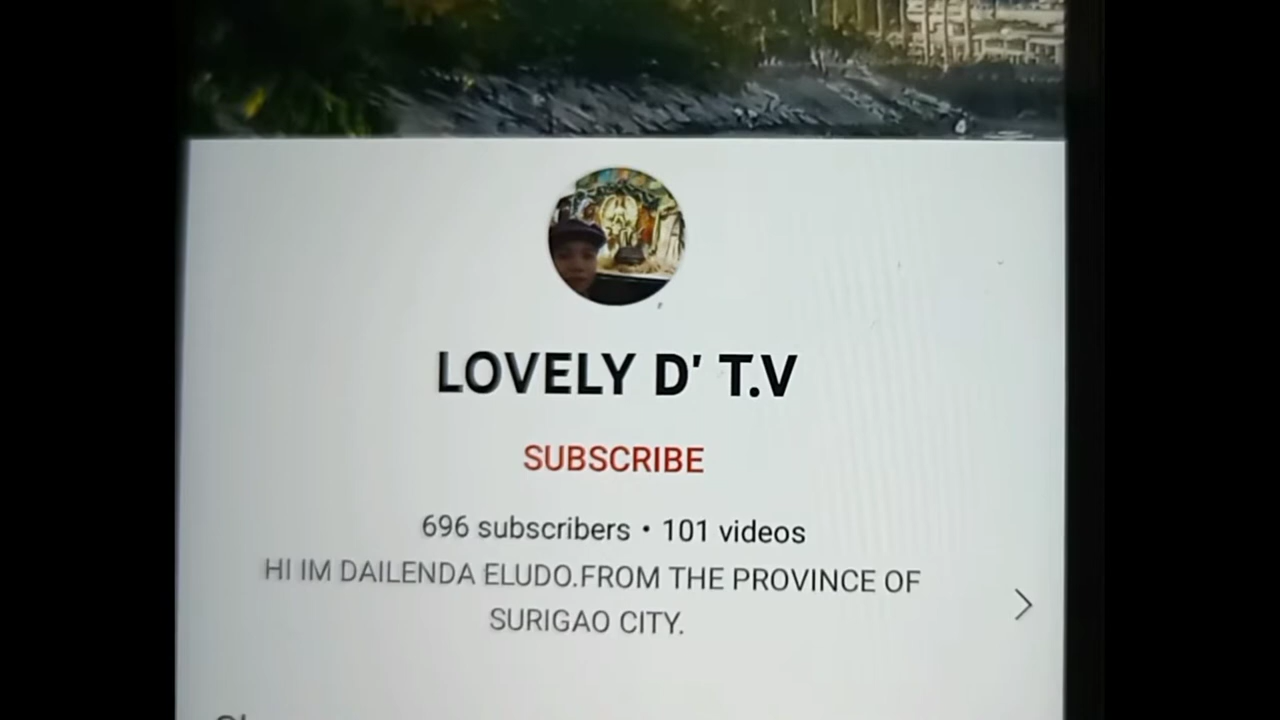 LOVELY D' T.V
SUBSCRIBE
696 subscribers • 101 videos
HI IM DAILENDA ELUDO.FROM THE PROVINCE OF
SURIGAO CITY.